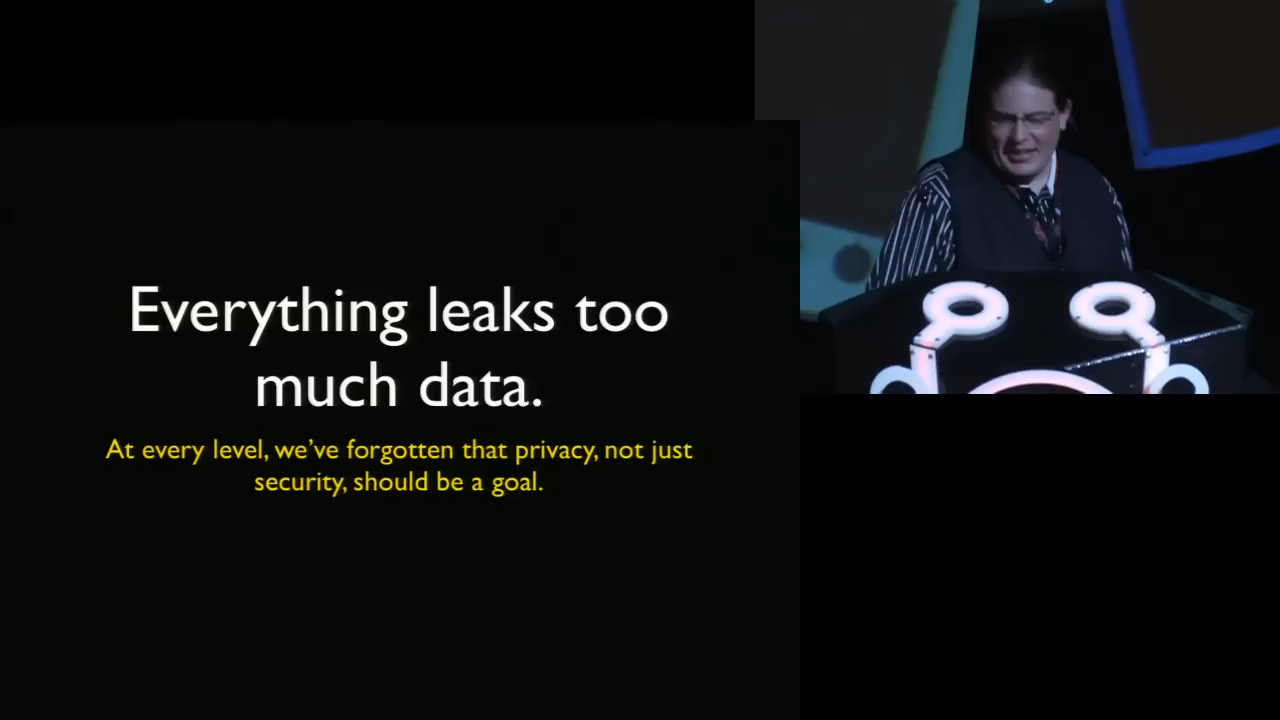 Everything leaks too
much data.
At every level, we've forgotten that privacy, not just
security, should be a goal.